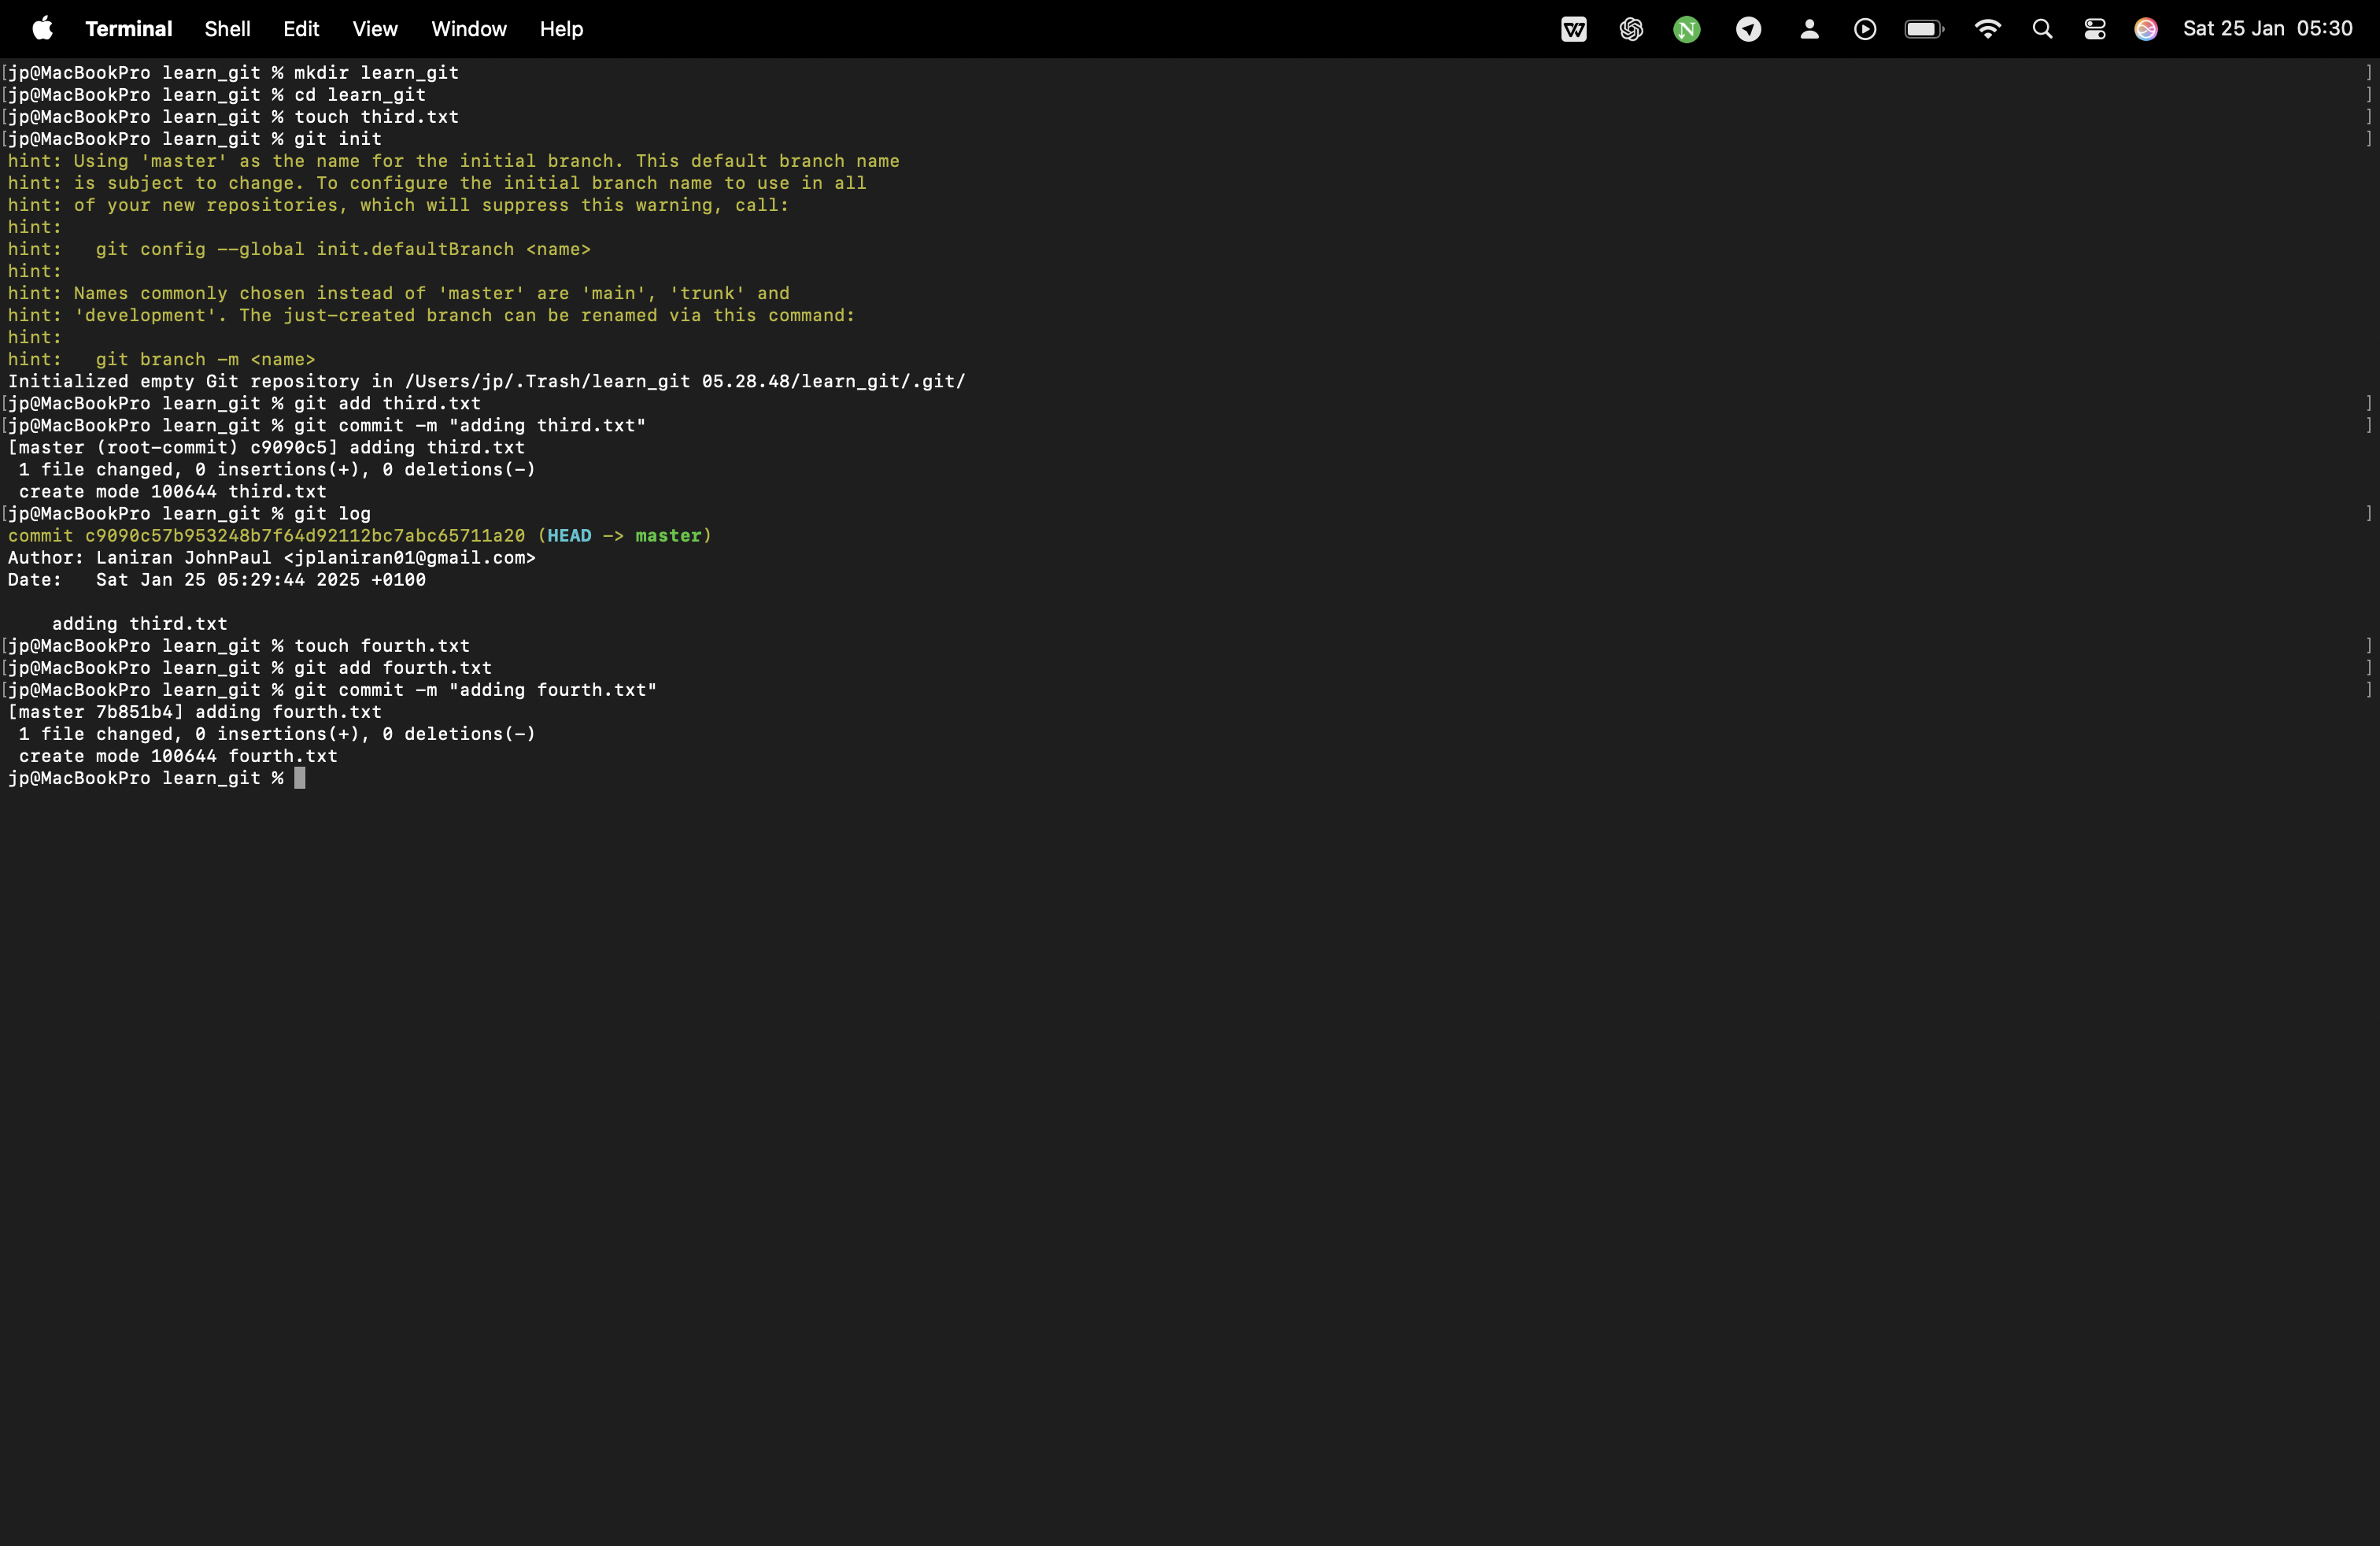 Terminal Shell Edit View Window Help W N Sat 25 Jan 05:30
[jp@MacBookPro learn_git % mkdir learn_git ]
[jp@MacBookPro learn_git % cd learn_git ]
[jp@MacBookPro learn_git % touch third.txt ]
[jp@MacBookPro learn_git % git init ]
hint: Using 'master' as the name for the initial branch. This default branch name
hint: is subject to change. To configure the initial branch name to use in all
hint: of your new repositories, which will suppress this warning, call:
hint:
hint:   git config --global init.defaultBranch <name>
hint:
hint: Names commonly chosen instead of 'master' are 'main', 'trunk' and
hint: 'development'. The just-created branch can be renamed via this command:
hint:
hint:   git branch -m <name>
Initialized empty Git repository in /Users/jp/.Trash/learn_git 05.28.48/learn_git/.git/
[jp@MacBookPro learn_git % git add third.txt ]
[jp@MacBookPro learn_git % git commit -m "adding third.txt" ]
[master (root-commit) c9090c5] adding third.txt
 1 file changed, 0 insertions(+), 0 deletions(-)
 create mode 100644 third.txt
[jp@MacBookPro learn_git % git log ]
commit c9090c57b953248b7f64d92112bc7abc65711a20 (HEAD -> master)
Author: Laniran JohnPaul <jplaniran01@gmail.com>
Date:   Sat Jan 25 05:29:44 2025 +0100
    adding third.txt
[jp@MacBookPro learn_git % touch fourth.txt ]
[jp@MacBookPro learn_git % git add fourth.txt ]
[jp@MacBookPro learn_git % git commit -m "adding fourth.txt" ]
[master 7b851b4] adding fourth.txt
 1 file changed, 0 insertions(+), 0 deletions(-)
 create mode 100644 fourth.txt
jp@MacBookPro learn_git %